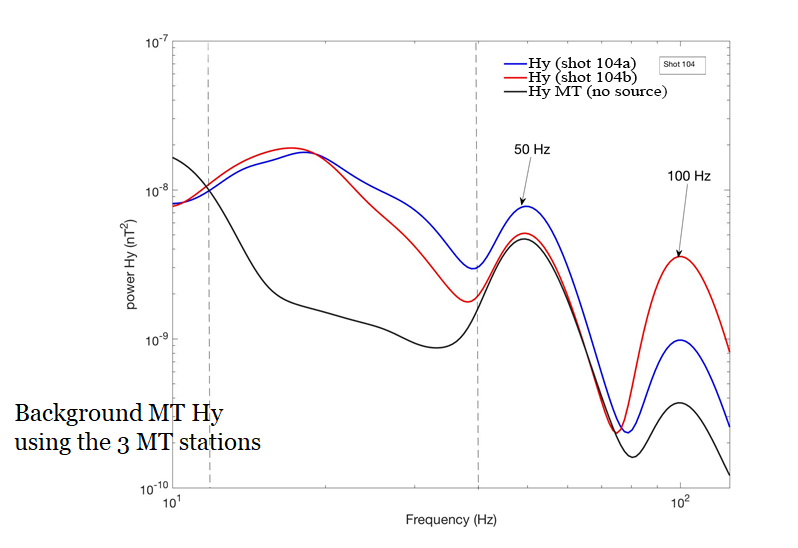 10⁻⁷
Hy (shot 104a)
Hy (shot 104b)
Hy MT (no source)
Shot 104
50 Hz
100 Hz
10⁻⁸
power Hy (nT²)
10⁻⁹
Background MT Hy
using the 3 MT stations
10⁻¹⁰
10¹
10²
Frequency (Hz)